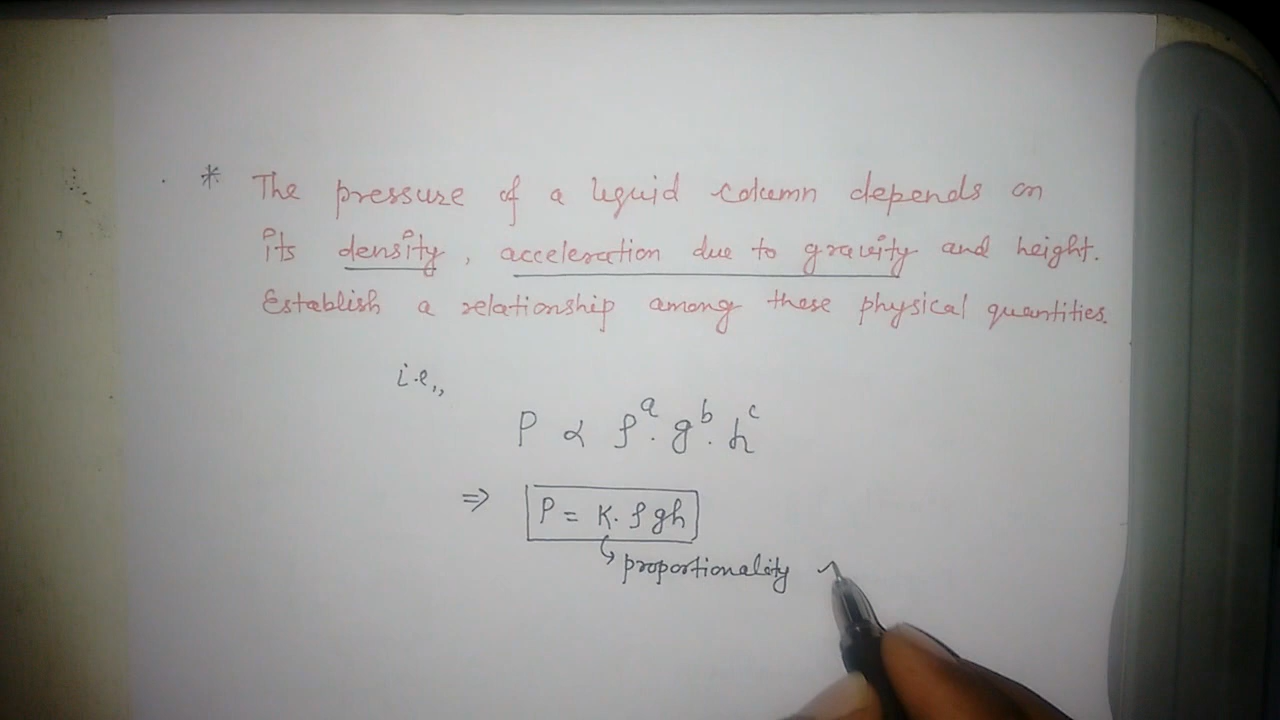 * The pressure of a liquid column depends on
its density, acceleration due to gravity and height.
Establish a relationship among these physical quantities.
i.e.,,
P ∝ ρ^a . g^b . h^c
⇒ P = K. ρgh
↳ proportionality